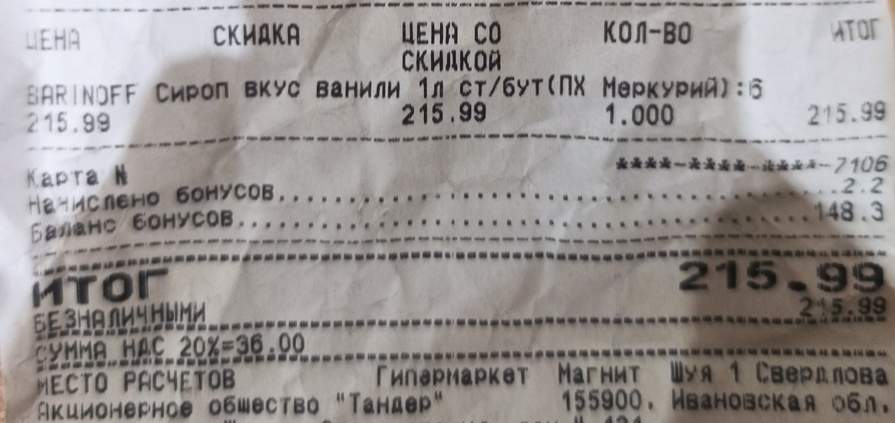 ЦЕНА СКИДКА ЦЕНА СО КОЛ-ВО ИТОГ
СКИДКОЙ
BARINOFF Сироп вкус ванили 1л ст/бут(ПХ Меркурий):6
215.99 215.99 1.000 215.99
Карта N ****-****-****-7106
Начислено бонусов 2.2
Баланс бонусов 148.3
ИТОГ 215.99
БЕЗНАЛИЧНЫМИ 215.99
СУММА НДС 20%=36.00
МЕСТО РАСЧЕТОВ Гипермаркет Магнит Шуя 1 Свердлова
Акционерное общество "Тандер" 155900, Ивановская обл.